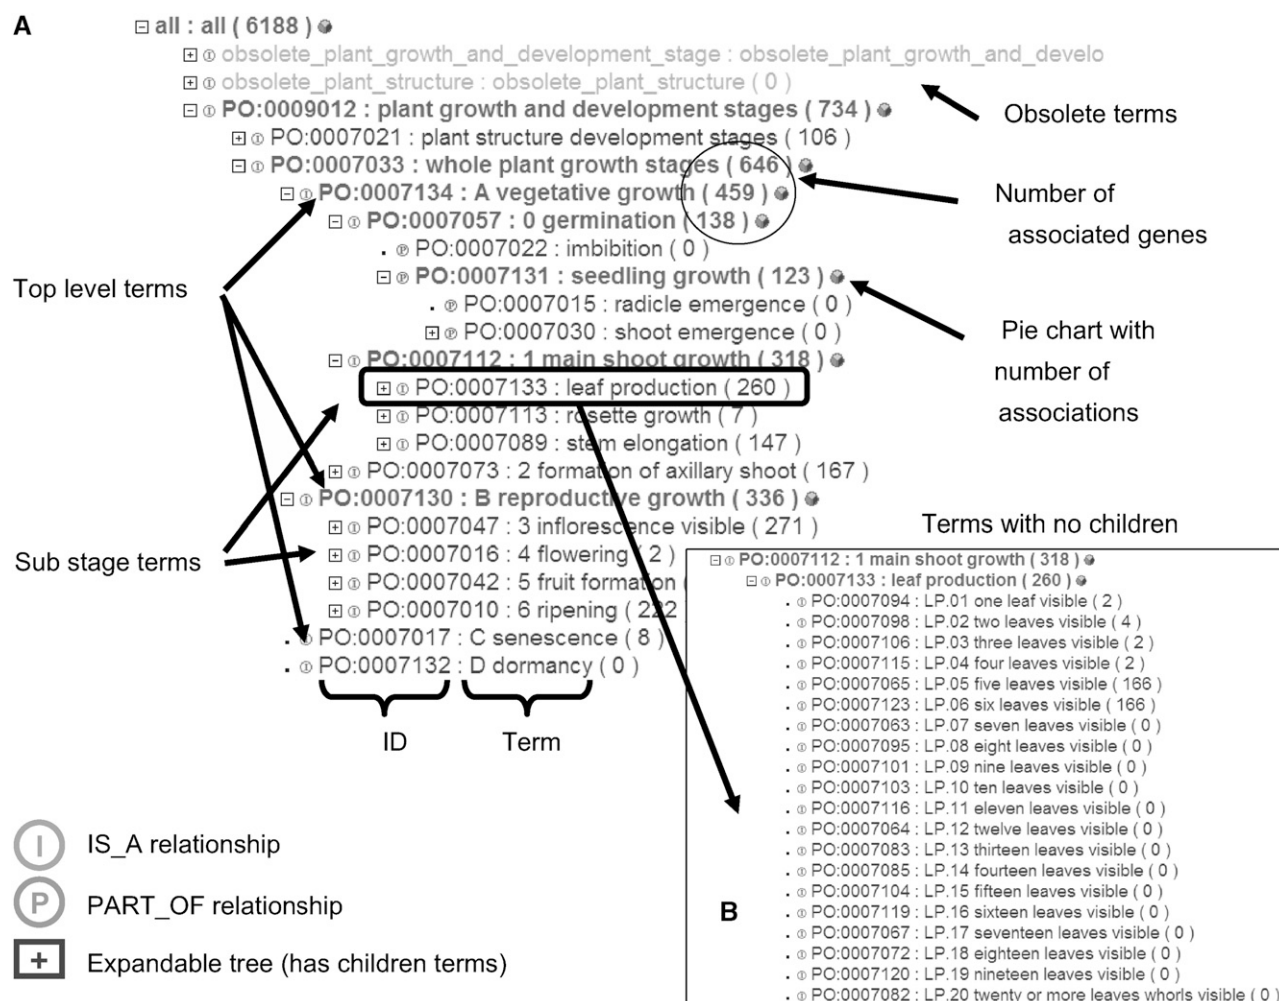 A
all : all ( 6188 )
obsolete_plant_growth_and_development_stage : obsolete_plant_growth_and_develo
obsolete_plant_structure : obsolete_plant_structure ( 0 )
PO:0009012 : plant growth and development stages ( 734 )
Obsolete terms
PO:0007021 : plant structure development stages ( 106 )
PO:0007033 : whole plant growth stages ( 646 )
PO:0007134 : A vegetative growth ( 459 )
Number of
associated genes
PO:0007057 : 0 germination ( 138 )
PO:0007022 : imbibition ( 0 )
PO:0007131 : seedling growth ( 123 )
Top level terms
PO:0007015 : radicle emergence ( 0 )
PO:0007030 : shoot emergence ( 0 )
Pie chart with
number of
associations
PO:0007112 : 1 main shoot growth ( 318 )
PO:0007133 : leaf production ( 260 )
PO:0007113 : rosette growth ( 7 )
PO:0007089 : stem elongation ( 147 )
PO:0007073 : 2 formation of axillary shoot ( 167 )
PO:0007130 : B reproductive growth ( 336 )
PO:0007047 : 3 inflorescence visible ( 271 )
Sub stage terms
PO:0007016 : 4 flowering ( 2 )
PO:0007042 : 5 fruit formation (
PO:0007010 : 6 ripening ( 222
PO:0007017 : C senescence ( 8 )
PO:0007132 : D dormancy ( 0 )
ID
Term
Terms with no children
PO:0007112 : 1 main shoot growth ( 318 )
PO:0007133 : leaf production ( 260 )
PO:0007094 : LP.01 one leaf visible ( 2 )
PO:0007098 : LP.02 two leaves visible ( 4 )
PO:0007106 : LP.03 three leaves visible ( 2 )
PO:0007115 : LP.04 four leaves visible ( 2 )
PO:0007065 : LP.05 five leaves visible ( 166 )
PO:0007123 : LP.06 six leaves visible ( 166 )
PO:0007063 : LP.07 seven leaves visible ( 0 )
PO:0007095 : LP.08 eight leaves visible ( 0 )
PO:0007101 : LP.09 nine leaves visible ( 0 )
PO:0007103 : LP.10 ten leaves visible ( 0 )
PO:0007116 : LP.11 eleven leaves visible ( 0 )
PO:0007064 : LP.12 twelve leaves visible ( 0 )
PO:0007083 : LP.13 thirteen leaves visible ( 0 )
PO:0007085 : LP.14 fourteen leaves visible ( 0 )
PO:0007104 : LP.15 fifteen leaves visible ( 0 )
PO:0007119 : LP.16 sixteen leaves visible ( 0 )
PO:0007067 : LP.17 seventeen leaves visible ( 0 )
PO:0007072 : LP.18 eighteen leaves visible ( 0 )
PO:0007120 : LP.19 nineteen leaves visible ( 0 )
PO:0007082 : LP.20 twenty or more leaves whorls visible ( 0 )
B
I IS_A relationship
P PART_OF relationship
+ Expandable tree (has children terms)